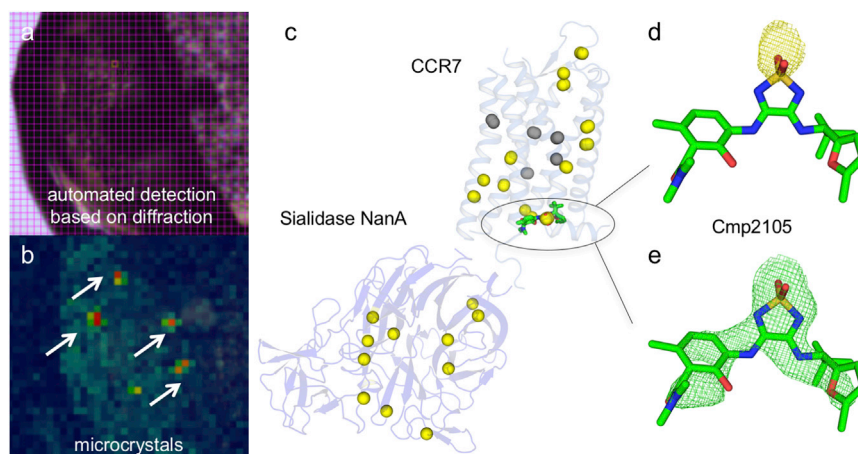 a
automated detection
based on diffraction
b
microcrystals
c
CCR7
Sialidase NanA
d
Cmp2105
e